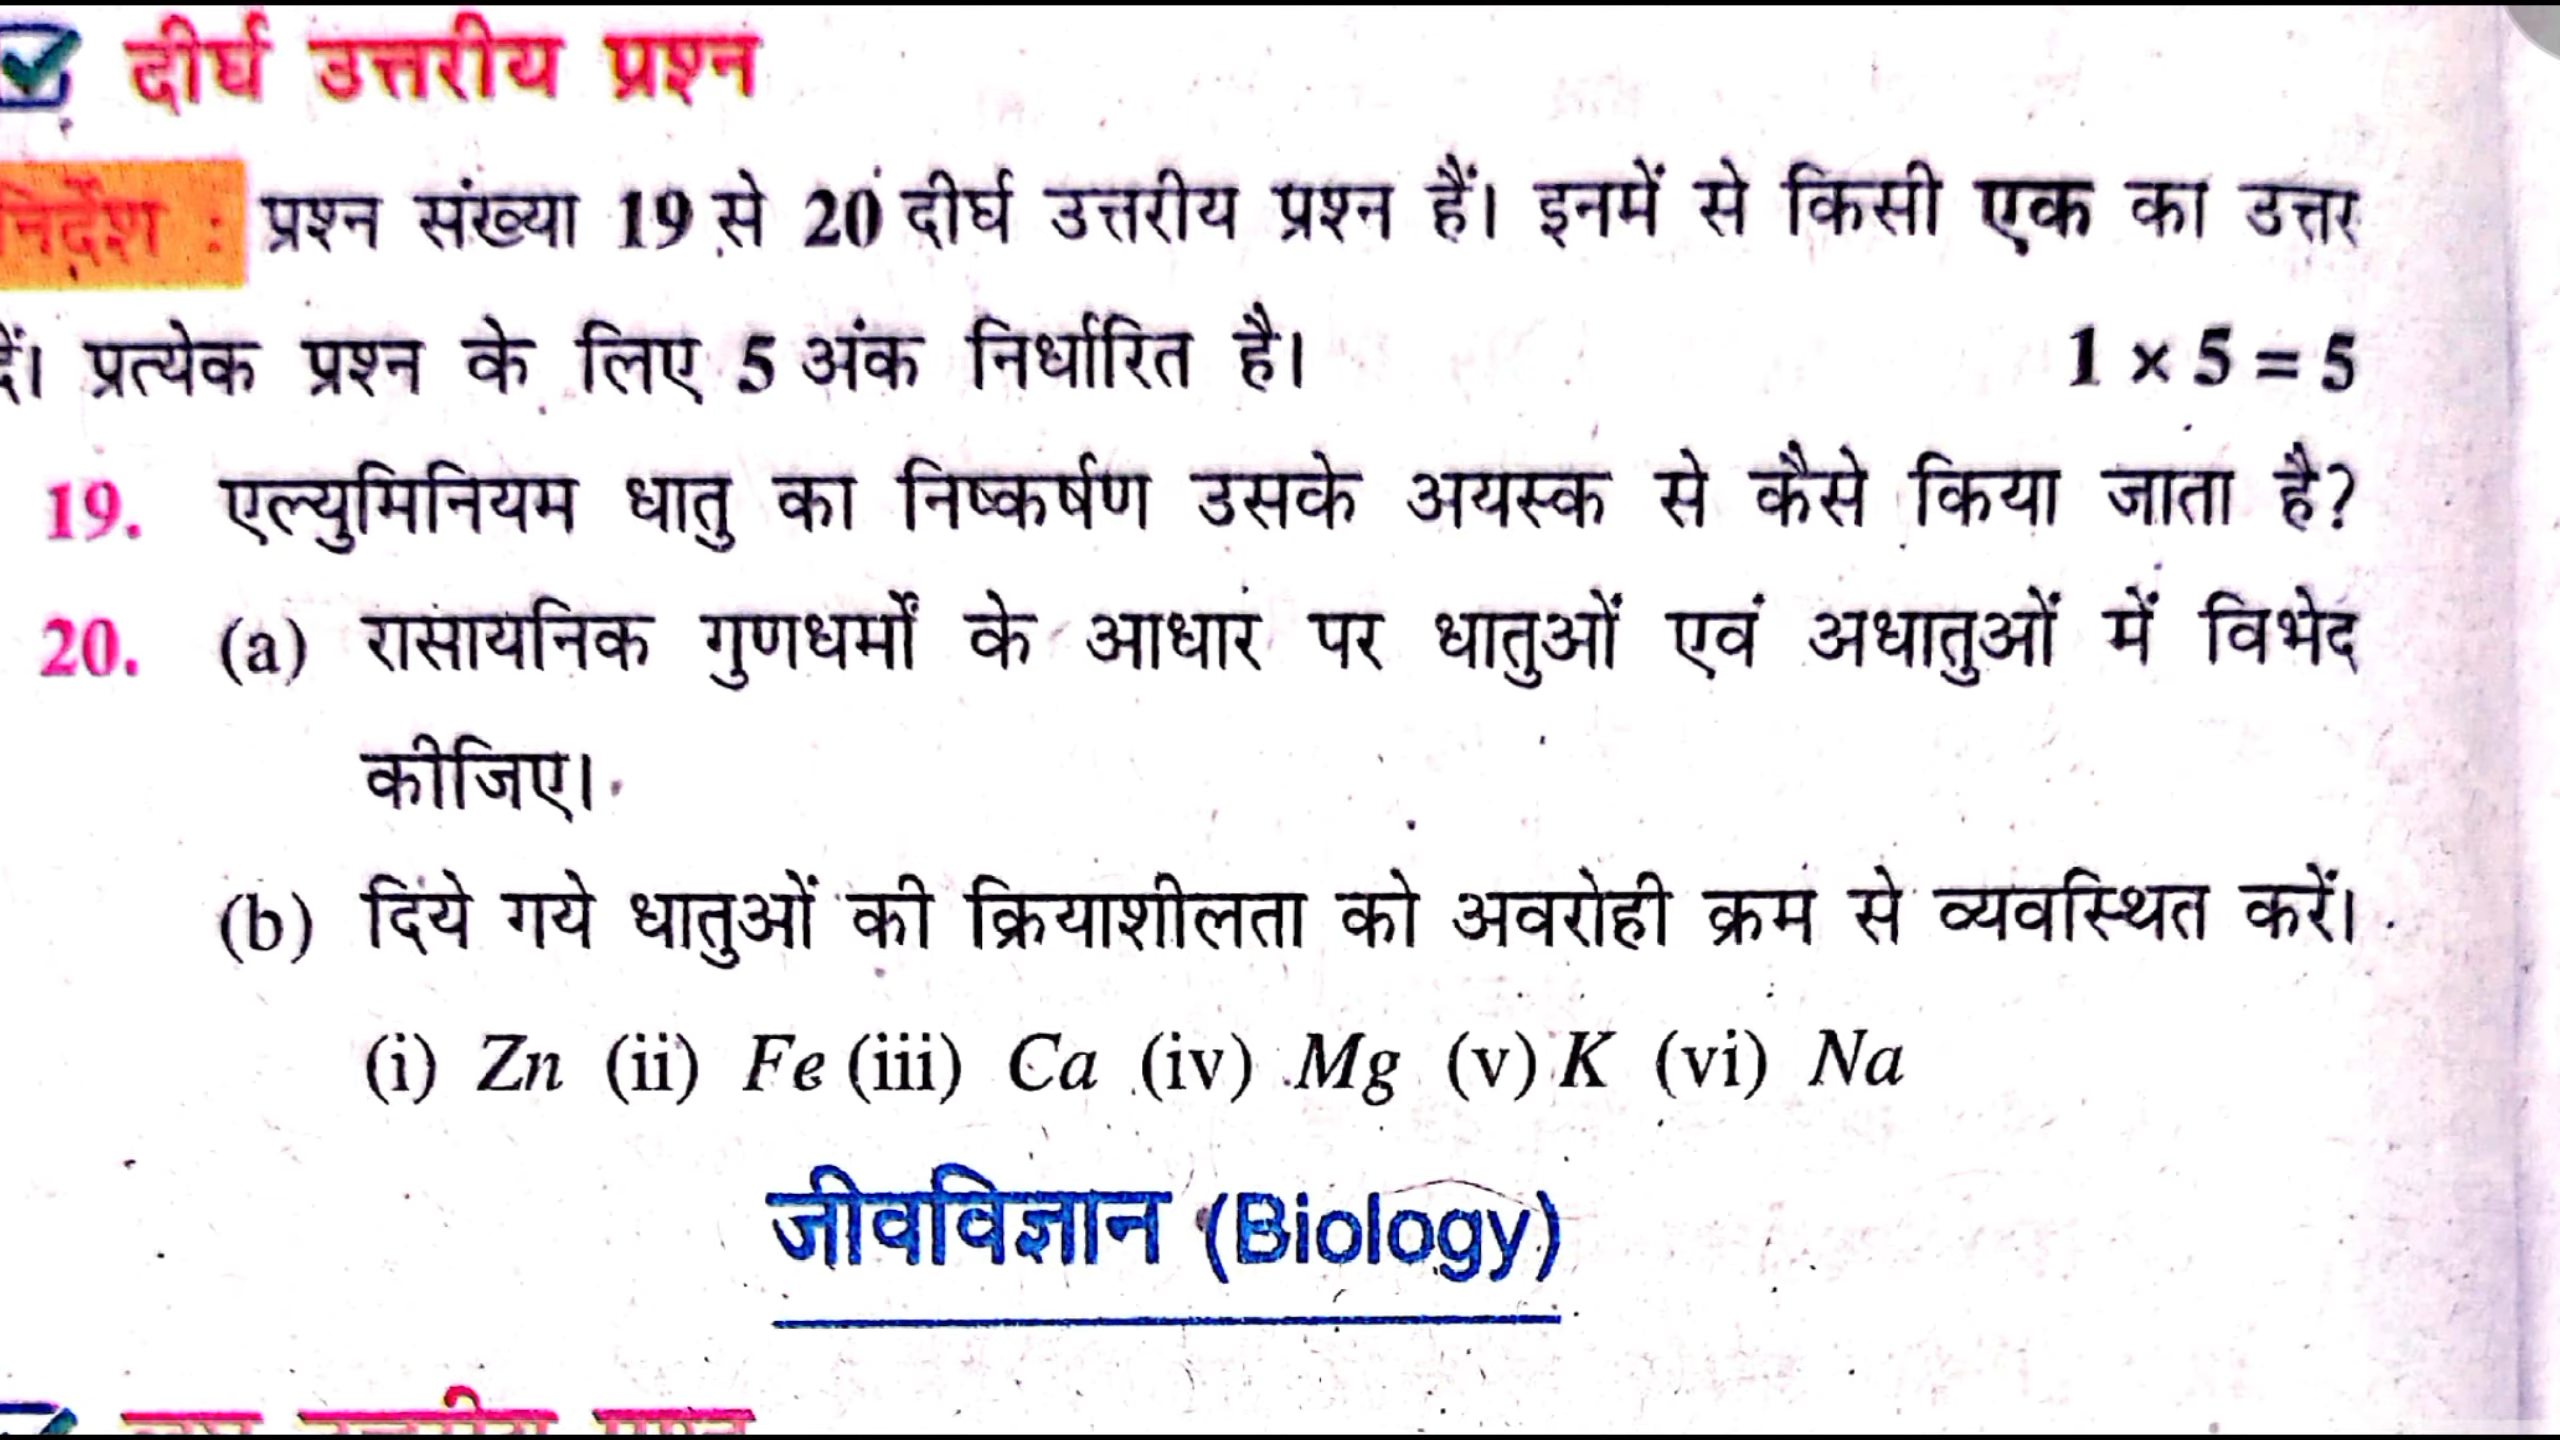 दीर्घ उत्तरीय प्रश्न
निर्देश : प्रश्न संख्या 19 से 20 दीर्घ उत्तरीय प्रश्न हैं। इनमें से किसी एक का उत्तर
दें। प्रत्येक प्रश्न के लिए 5 अंक निर्धारित है। 1 × 5 = 5
19. एल्युमिनियम धातु का निष्कर्षण उसके अयस्क से कैसे किया जाता है?
20. (a) रासायनिक गुणधर्मों के आधार पर धातुओं एवं अधातुओं में विभेद
कीजिए।
(b) दिये गये धातुओं की क्रियाशीलता को अवरोही क्रम से व्यवस्थित करें।
(i) Zn (ii) Fe (iii) Ca (iv) Mg (v) K (vi) Na
जीवविज्ञान (Biology)